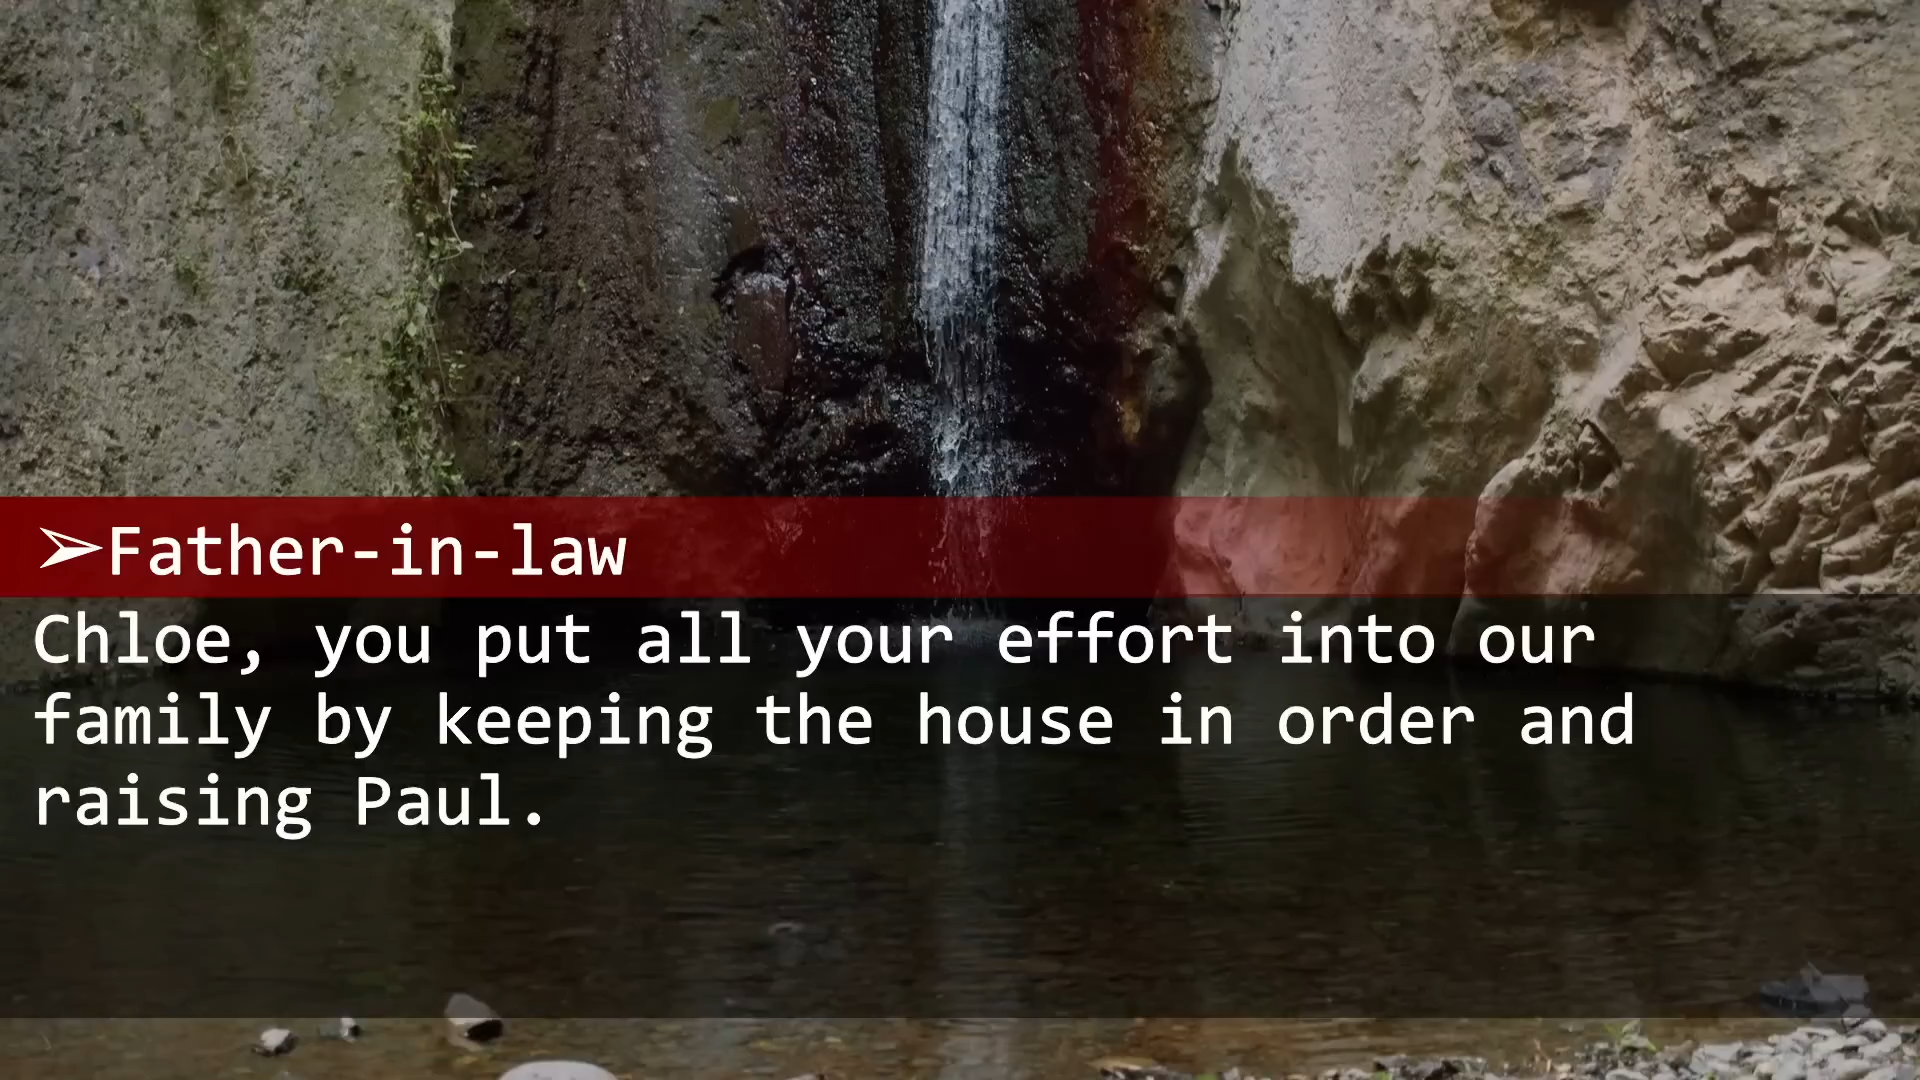 ➢Father-in-law
Chloe, you put all your effort into our
family by keeping the house in order and
raising Paul.